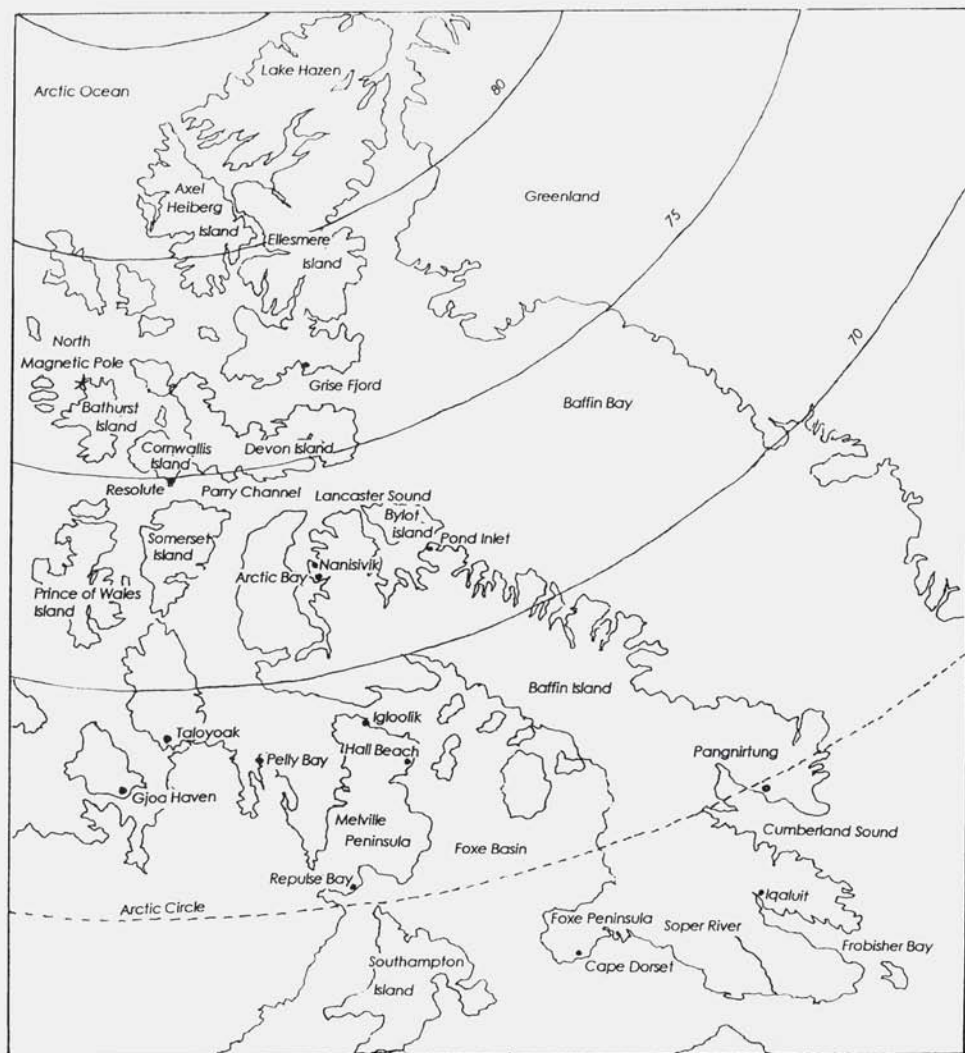 Lake Hazen
Arctic Ocean
80
Axel
Heiberg
Island
Greenland
75
Ellesmere
Island
North
Magnetic Pole
70
Grise Fjord
Bathurst
Island
Baffin Bay
Cornwallis
Island
Devon Island
Resolute
Parry Channel
Lancaster Sound
Bylot
island
Somerset
Island
Pond Inlet
Nanisivik
Arctic Bay
Prince of Wales
Island
Baffin Island
Igloolik
Taloyoak
Hall Beach
Pangnirtung
Pelly Bay
Gjoa Haven
Melville
Peninsula
Foxe Basin
Cumberland Sound
Repulse Bay
Iqaluit
Arctic Circle
Foxe Peninsula
Soper River
Frobisher Bay
Southampton
Island
Cape Dorset